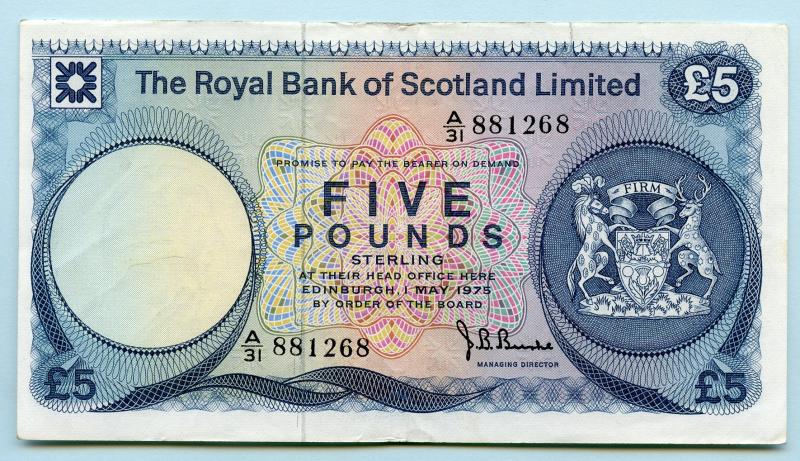 The Royal Bank of Scotland Limited
£5
A/31 881268
PROMISE TO PAY THE BEARER ON DEMAND
FIVE
POUNDS
STERLING
AT THEIR HEAD OFFICE HERE
EDINBURGH, 1 MAY 1975
BY ORDER OF THE BOARD
FIRM
A/31 881268
J B Burke
MANAGING DIRECTOR
£5
£5